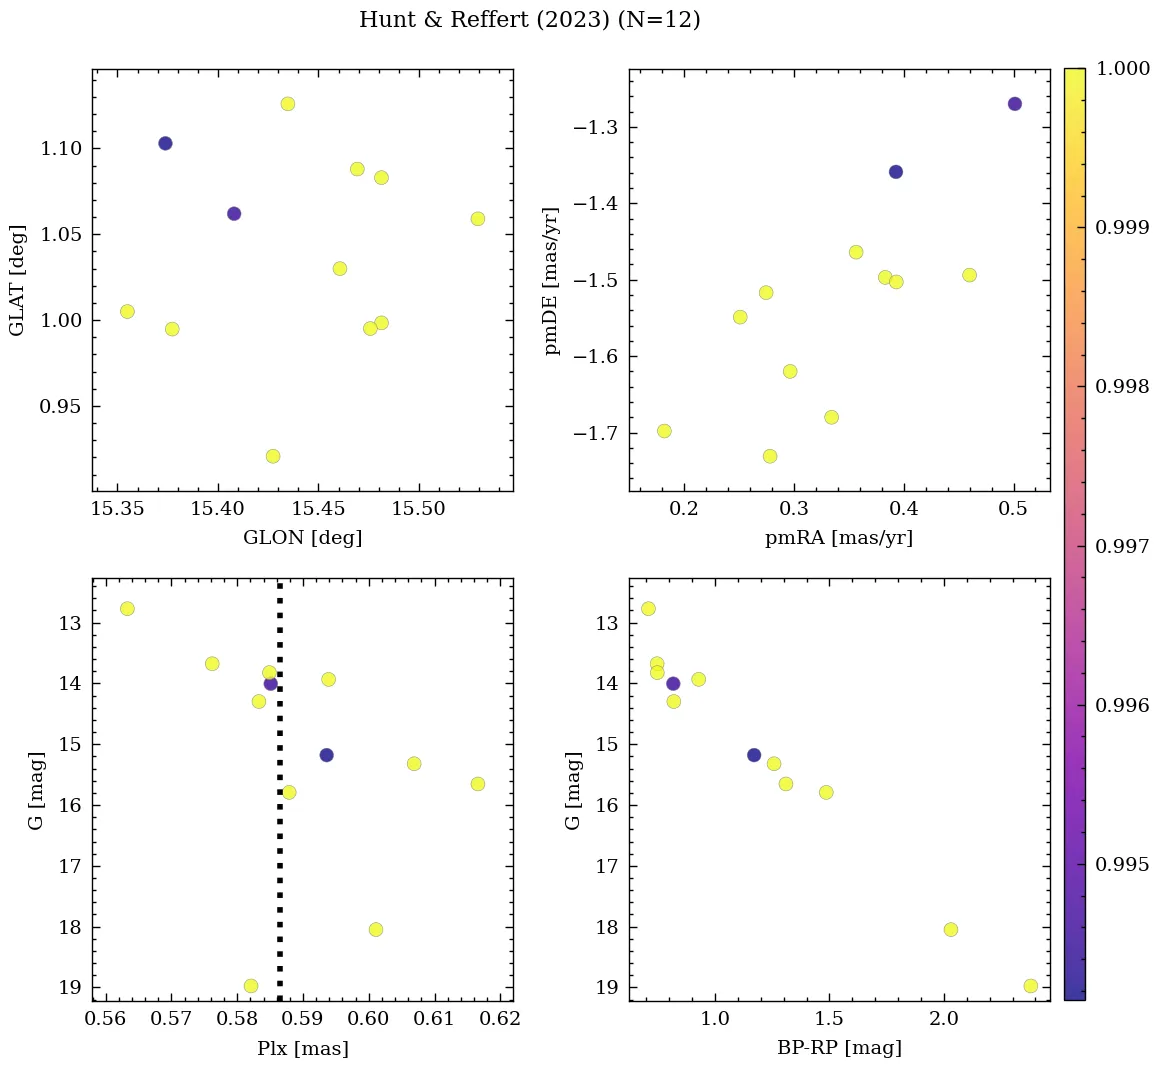 Hunt & Reffert (2023) (N=12)
1.10
1.05
1.00
0.95
GLAT [deg]
15.35 15.40 15.45 15.50
GLON [deg]
−1.3
−1.4
−1.5
−1.6
−1.7
pmDE [mas/yr]
0.2 0.3 0.4 0.5
pmRA [mas/yr]
13
14
15
16
17
18
19
G [mag]
0.56 0.57 0.58 0.59 0.60 0.61 0.62
Plx [mas]
13
14
15
16
17
18
19
G [mag]
1.0 1.5 2.0
BP-RP [mag]
1.000
0.999
0.998
0.997
0.996
0.995